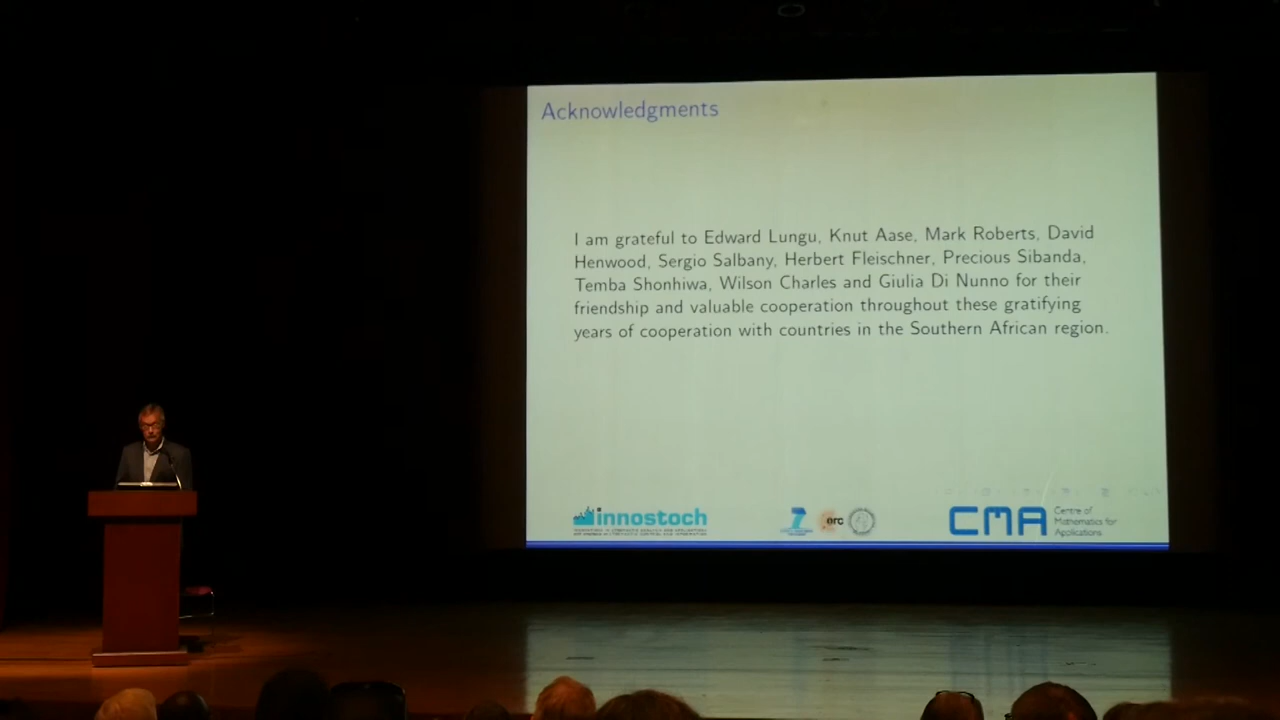 Acknowledgments
I am grateful to Edward Lungu, Knut Aase, Mark Roberts, David
Henwood, Sergio Salbany, Herbert Fleischner, Precious Sibanda,
Temba Shonhiwa, Wilson Charles and Giulia Di Nunno for their
friendship and valuable cooperation throughout these gratifying
years of cooperation with countries in the Southern African region.
innostoch
7
erc
CMA
Centre of
Mathematics for
Applications